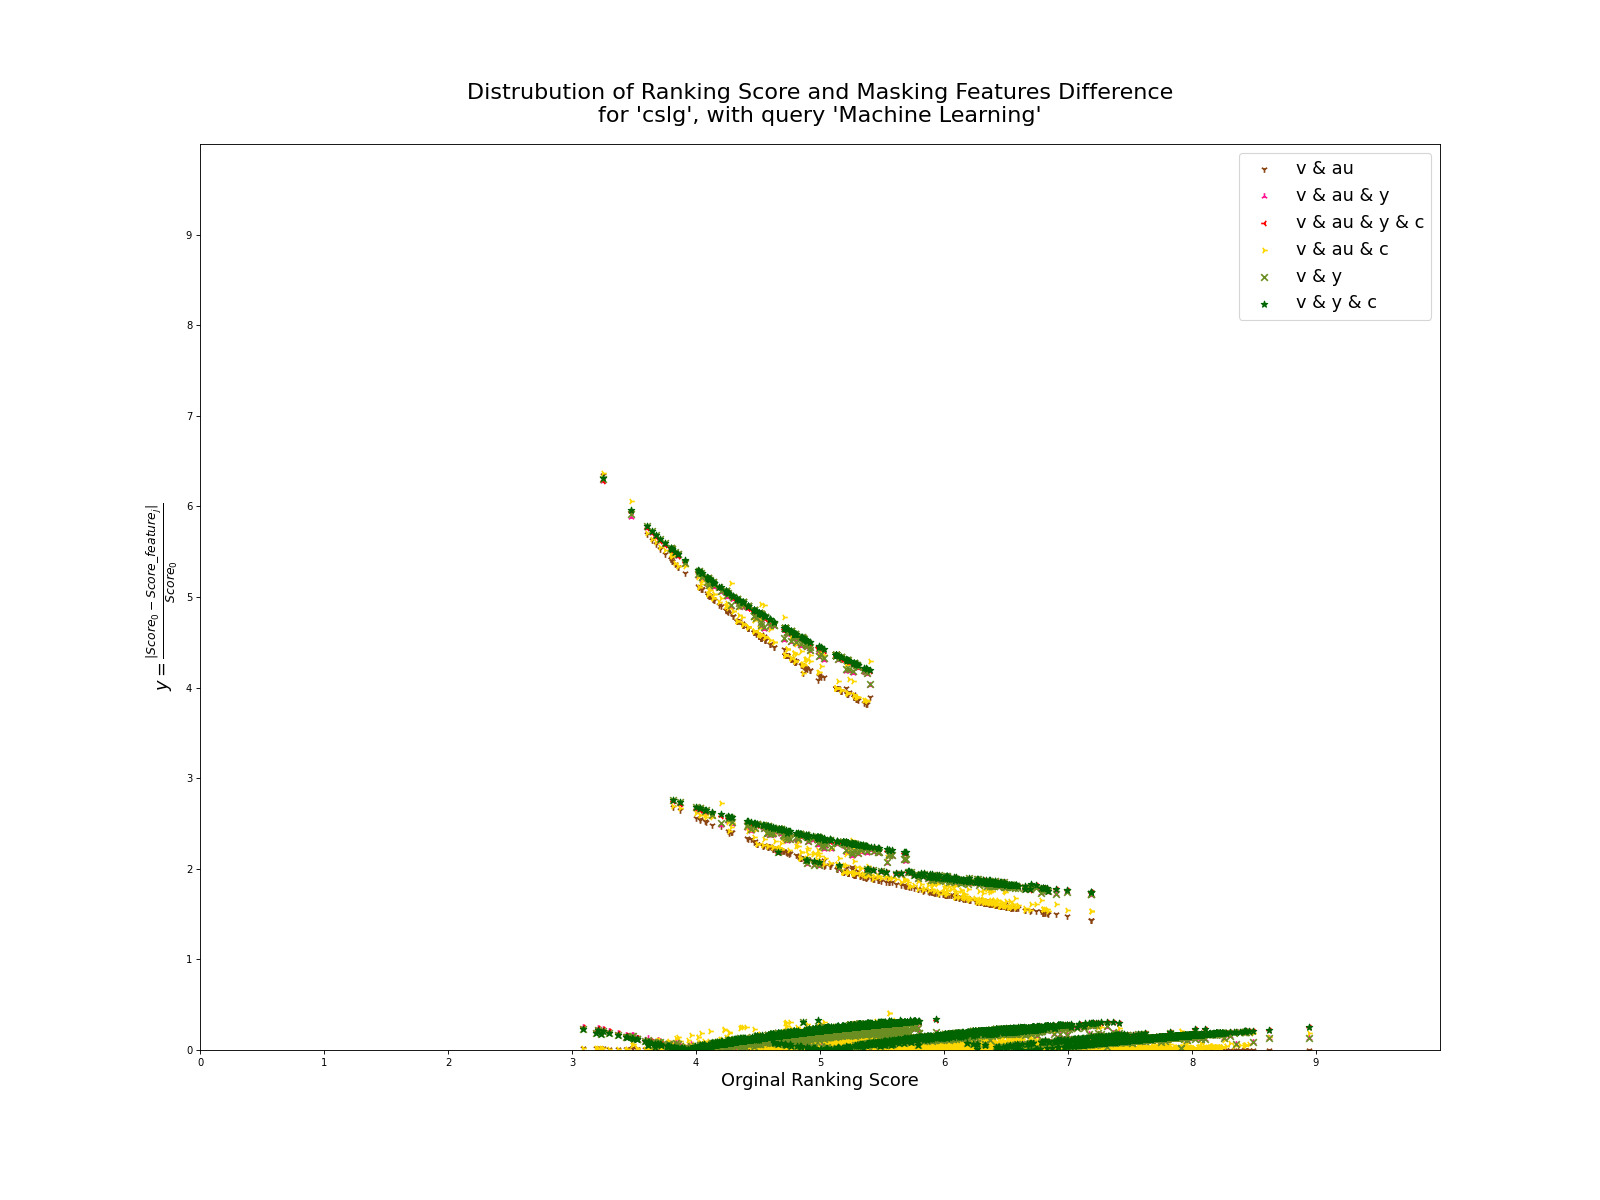 Distrubution of Ranking Score and Masking Features Difference
for 'cslg', with query 'Machine Learning'
v & au
v & au & y
v & au & y & c
v & au & c
v & y
v & y & c
9
8
7
6
5
4
3
2
1
0
y = |Score₀ − Score_featureⱼ| / Score₀
0 1 2 3 4 5 6 7 8 9
Orginal Ranking Score